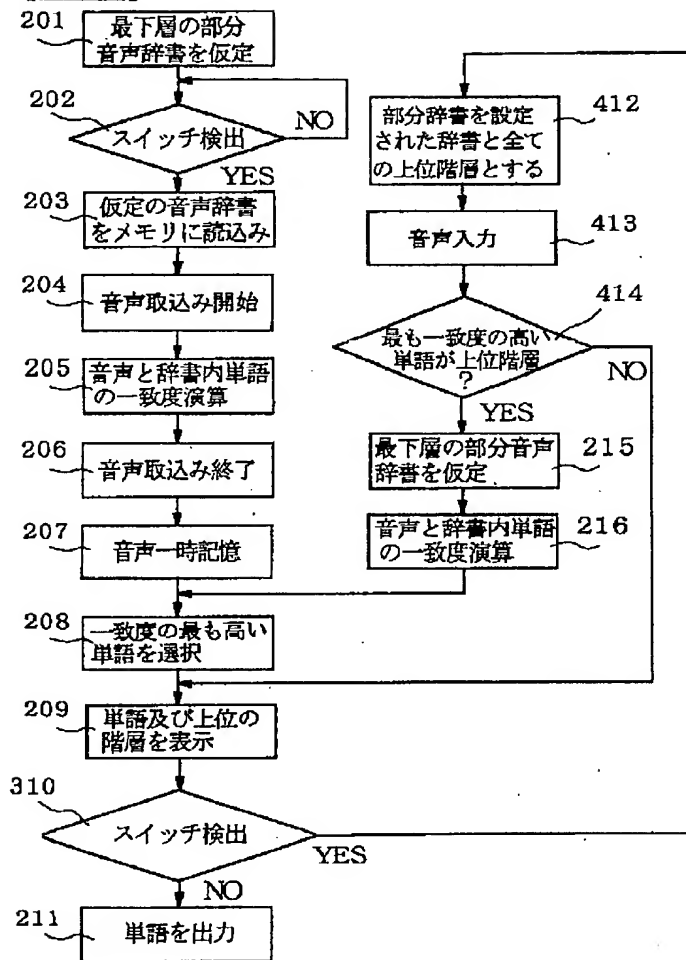 201
最下層の部分
音声辞書を仮定
202
スイッチ検出
NO
YES
203
仮定の音声辞書
をメモリに読込み
204
音声取込み開始
205
音声と辞書内単語
の一致度演算
206
音声取込み終了
207
音声一時記憶
208
一致度の最も高い
単語を選択
209
単語及び上位の
階層を表示
310
スイッチ検出
YES
NO
211
単語を出力
412
部分辞書を設定
された辞書と全て
の上位階層とする
413
音声入力
414
最も一致度の高い
単語が上位階層
?
NO
YES
最下層の部分音声
辞書を仮定
215
音声と辞書内単語
の一致度演算
216